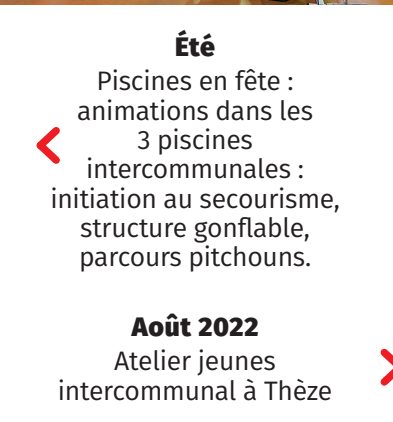 Été
Piscines en fête :
animations dans les
3 piscines
intercommunales :
initiation au secourisme,
structure gonflable,
parcours pitchouns.
Août 2022
Atelier jeunes
intercommunal à Thèze